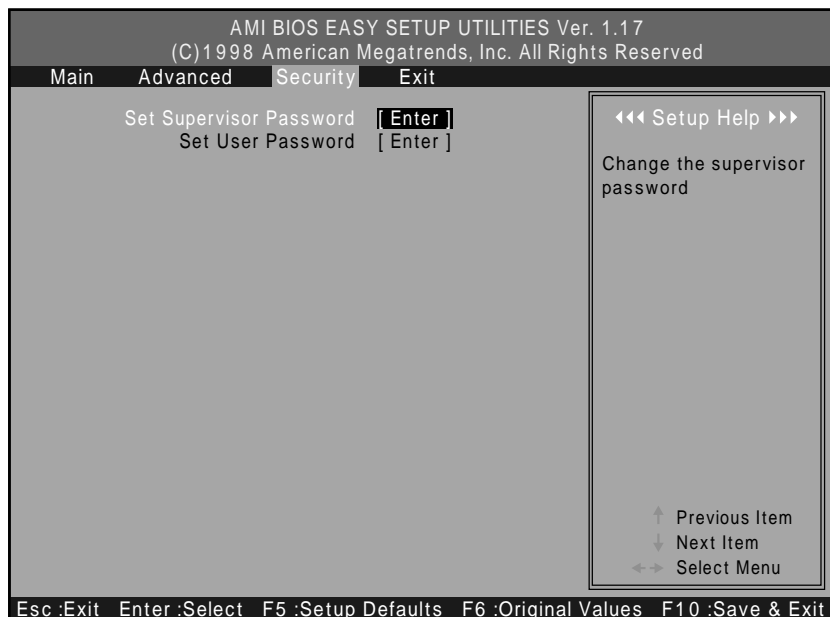 AMI BIOS EASY SETUP UTILITIES Ver. 1.17
(C)1998 American Megatrends, Inc. All Rights Reserved
Main Advanced Security Exit
Set Supervisor Password [ Enter ]
Set User Password [ Enter ]
Setup Help
Change the supervisor
password
Previous Item
Next Item
Select Menu
Esc :Exit Enter :Select F5 :Setup Defaults F6 :Original Values F10 :Save & Exit